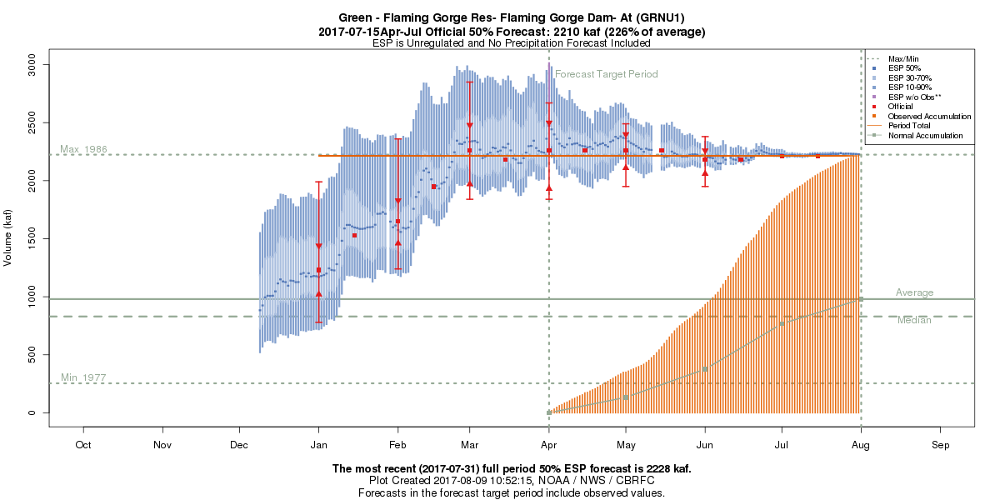 Green - Flaming Gorge Res- Flaming Gorge Dam- At (GRNU1)
2017-07-15Apr-Jul Official 50% Forecast: 2210 kaf (226% of average)
ESP is Unregulated and No Precipitation Forecast Included
Forecast Target Period
Max/Min
ESP 50%
ESP 30-70%
ESP 10-90%
ESP w/o Obs**
Official
Observed Accumulation
Period Total
Normal Accumulation
Volume (kaf)
3000
2500
2000
1500
1000
500
0
Max 1986
Average
Median
Min 1977
Oct Nov Dec Jan Feb Mar Apr May Jun Jul Aug Sep
The most recent (2017-07-31) full period 50% ESP forecast is 2228 kaf.
Plot Created 2017-08-09 10:52:15, NOAA / NWS / CBRFC
Forecasts in the forecast target period include observed values.